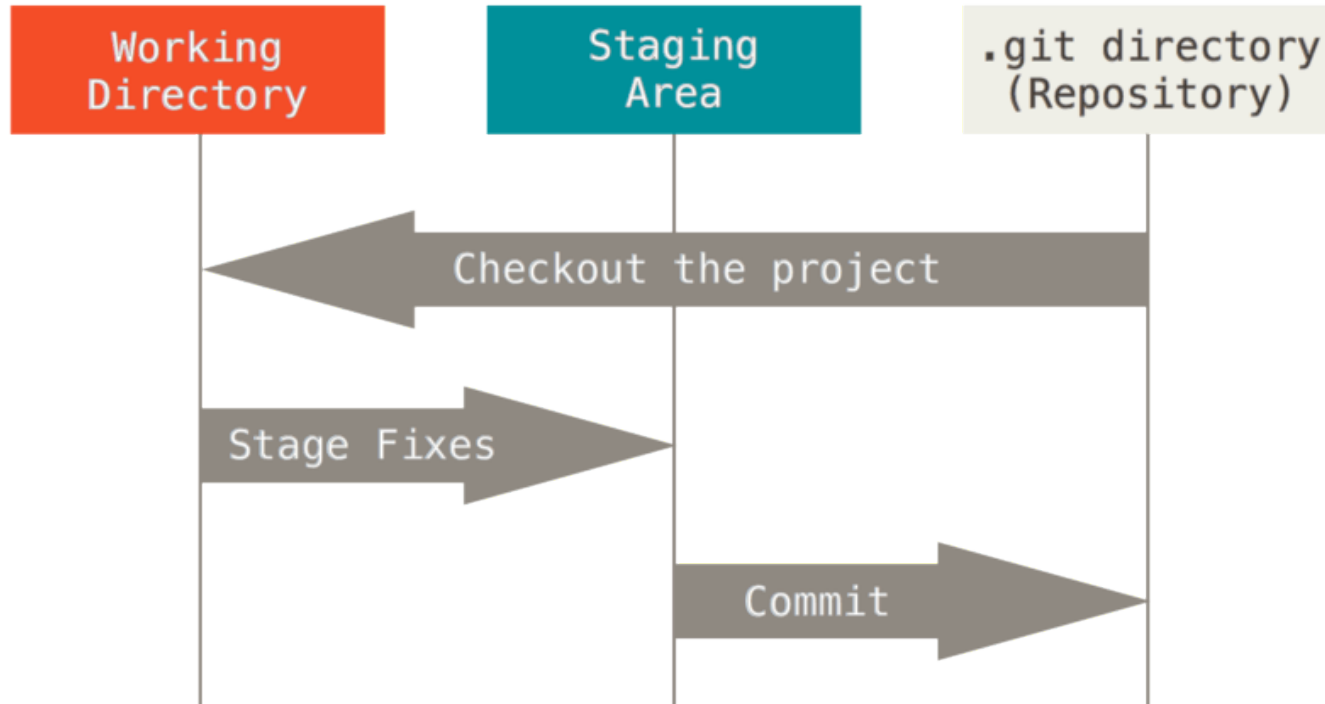 Working
Directory
Staging
Area
.git directory
(Repository)
Checkout the project
Stage Fixes
Commit